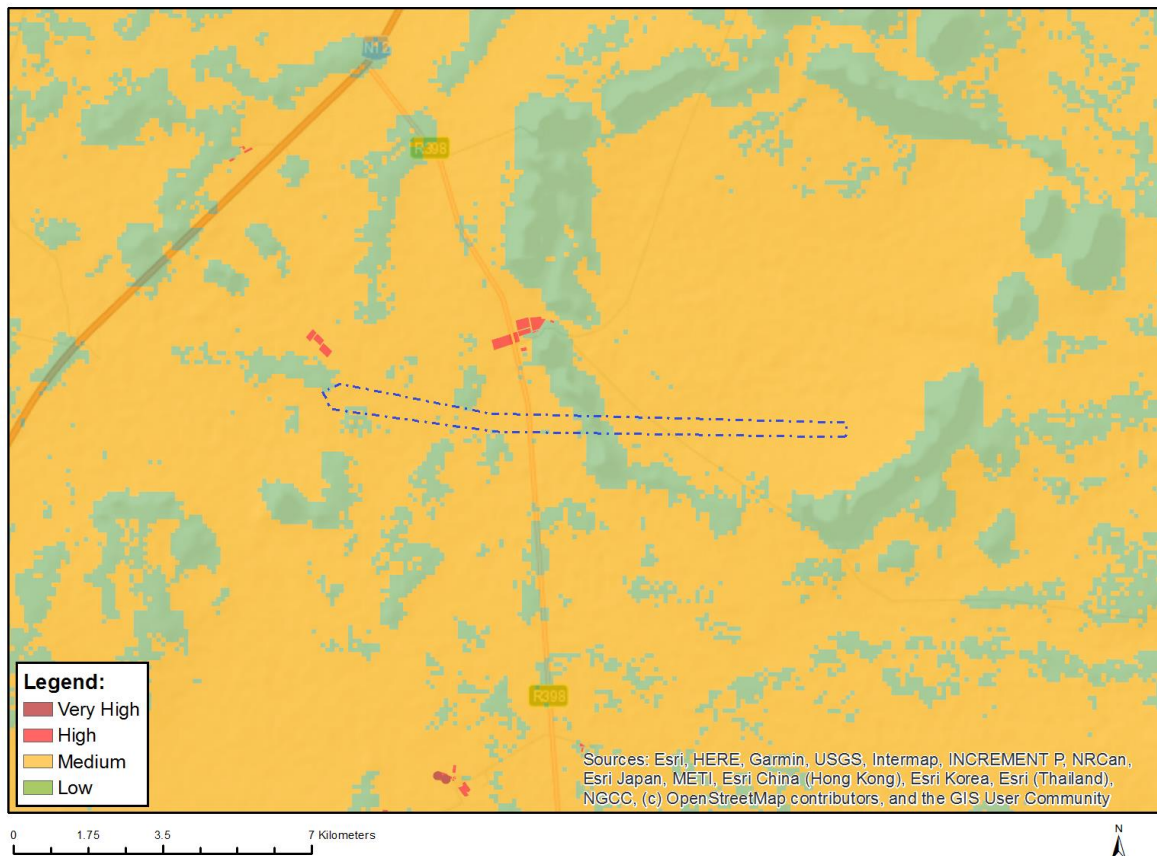 N12
R398
R398
Legend:
Very High
High
Medium
Low
Sources: Esri, HERE, Garmin, USGS, Intermap, INCREMENT P, NRCan,
Esri Japan, METI, Esri China (Hong Kong), Esri Korea, Esri (Thailand),
NGCC, (c) OpenStreetMap contributors, and the GIS User Community
0 1.75 3.5 7 Kilometers
N